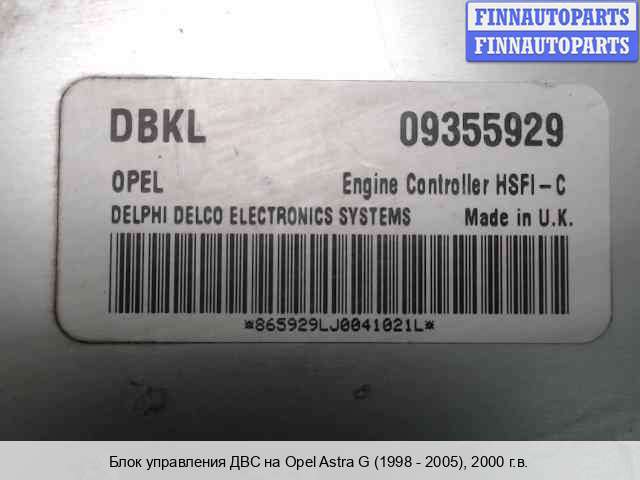 FINNAUTOPARTS
FINNAUTOPARTS
DBKL 09355929
OPEL Engine Controller HSFI-C
DELPHI DELCO ELECTRONICS SYSTEMS Made in U.K.
*865929LJ0041021L*
Блок управления ДВС на Opel Astra G (1998 - 2005), 2000 г.в.